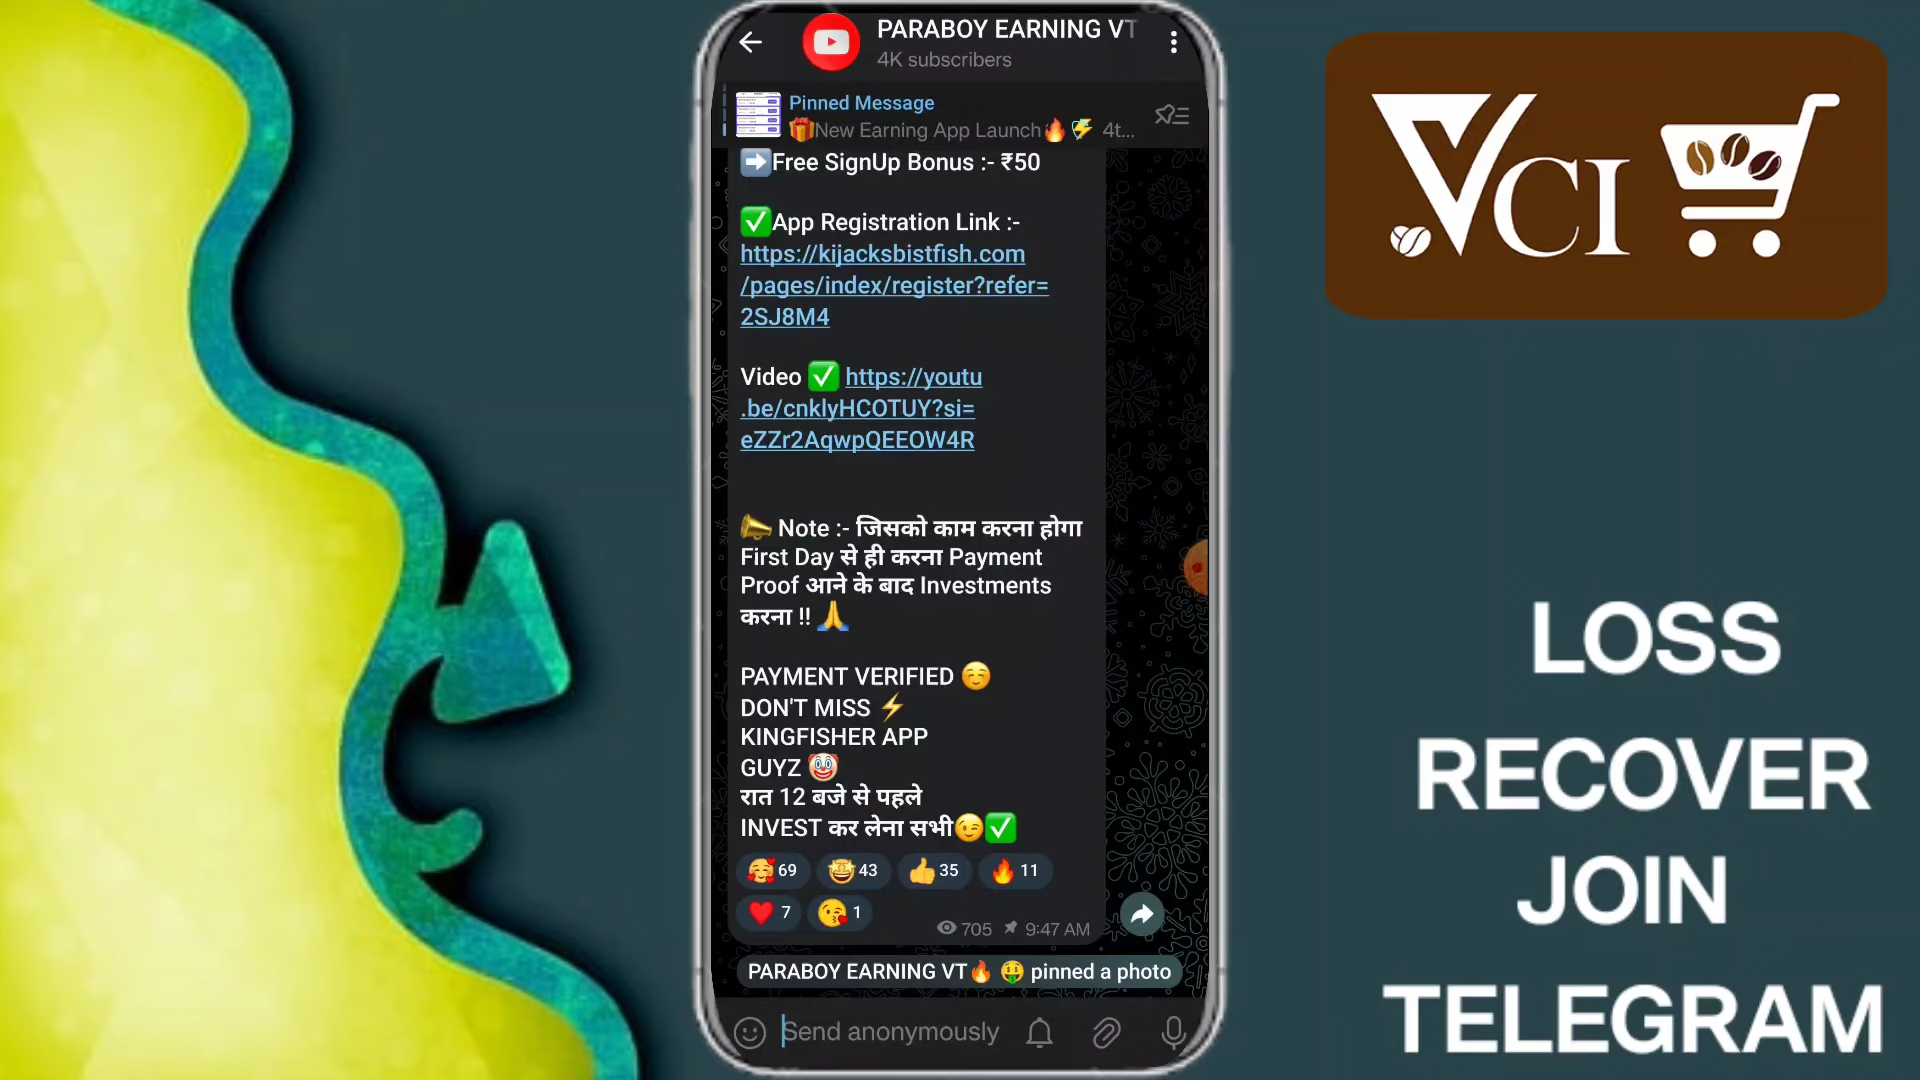 PARABOY EARNING VT
4K subscribers
Pinned Message
🎁New Earning App Launch🔥⚡ 4t...
➡️Free SignUp Bonus :- ₹50
✅App Registration Link :-
https://kijacksbistfish.com
/pages/index/register?refer=
2SJ8M4
Video ✅ https://youtu
.be/cnklyHCOTUY?si=
eZZr2AqwpQEEOW4R
📣 Note :- जिसको काम करना होगा
First Day से ही करना Payment
Proof आने के बाद Investments
करना !! 🙏
PAYMENT VERIFIED ☺️
DON'T MISS ⚡
KINGFISHER APP
GUYZ 🤡
रात 12 बजे से पहले
INVEST कर लेना सभी😉✅
🥰 69 🤩 43 👍 35 🔥 11
❤️ 7 😘 1
705 9:47 AM
PARABOY EARNING VT🔥 🤑 pinned a photo
Send anonymously
VCI
LOSS
RECOVER
JOIN
TELEGRAM